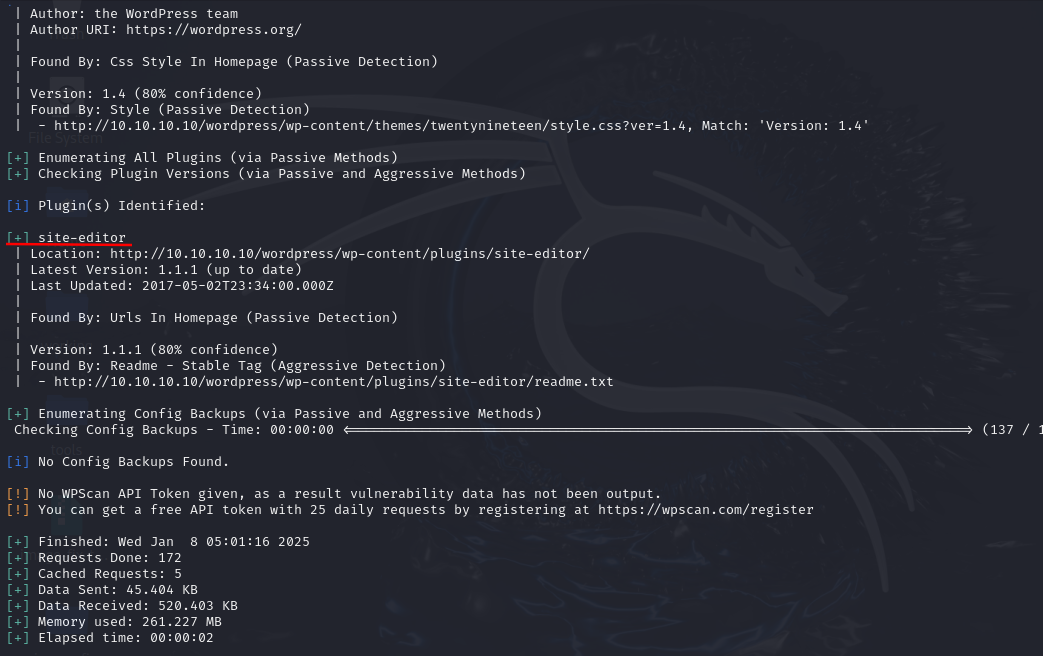 | Author: the WordPress team
| Author URI: https://wordpress.org/
|
| Found By: Css Style In Homepage (Passive Detection)
|
| Version: 1.4 (80% confidence)
| Found By: Style (Passive Detection)
|  - http://10.10.10.10/wordpress/wp-content/themes/twentynineteen/style.css?ver=1.4, Match: 'Version: 1.4'
File System
[+] Enumerating All Plugins (via Passive Methods)
[+] Checking Plugin Versions (via Passive and Aggressive Methods)
[i] Plugin(s) Identified:
[+] site-editor
| Location: http://10.10.10.10/wordpress/wp-content/plugins/site-editor/
| Latest Version: 1.1.1 (up to date)
| Last Updated: 2017-05-02T23:34:00.000Z
|
| Found By: Urls In Homepage (Passive Detection)
|
| Version: 1.1.1 (80% confidence)
| Found By: Readme - Stable Tag (Aggressive Detection)
|  - http://10.10.10.10/wordpress/wp-content/plugins/site-editor/readme.txt
[+] Enumerating Config Backups (via Passive and Aggressive Methods)
Checking Config Backups - Time: 00:00:00 <==============================> (137 / 1
tools
[i] No Config Backups Found.
[!] No WPScan API Token given, as a result vulnerability data has not been output.
[!] You can get a free API token with 25 daily requests by registering at https://wpscan.com/register
[+] Finished: Wed Jan  8 05:01:16 2025
[+] Requests Done: 172
[+] Cached Requests: 5
[+] Data Sent: 45.404 KB
[+] Data Received: 520.403 KB
[+] Memory used: 261.227 MB
[+] Elapsed time: 00:00:02